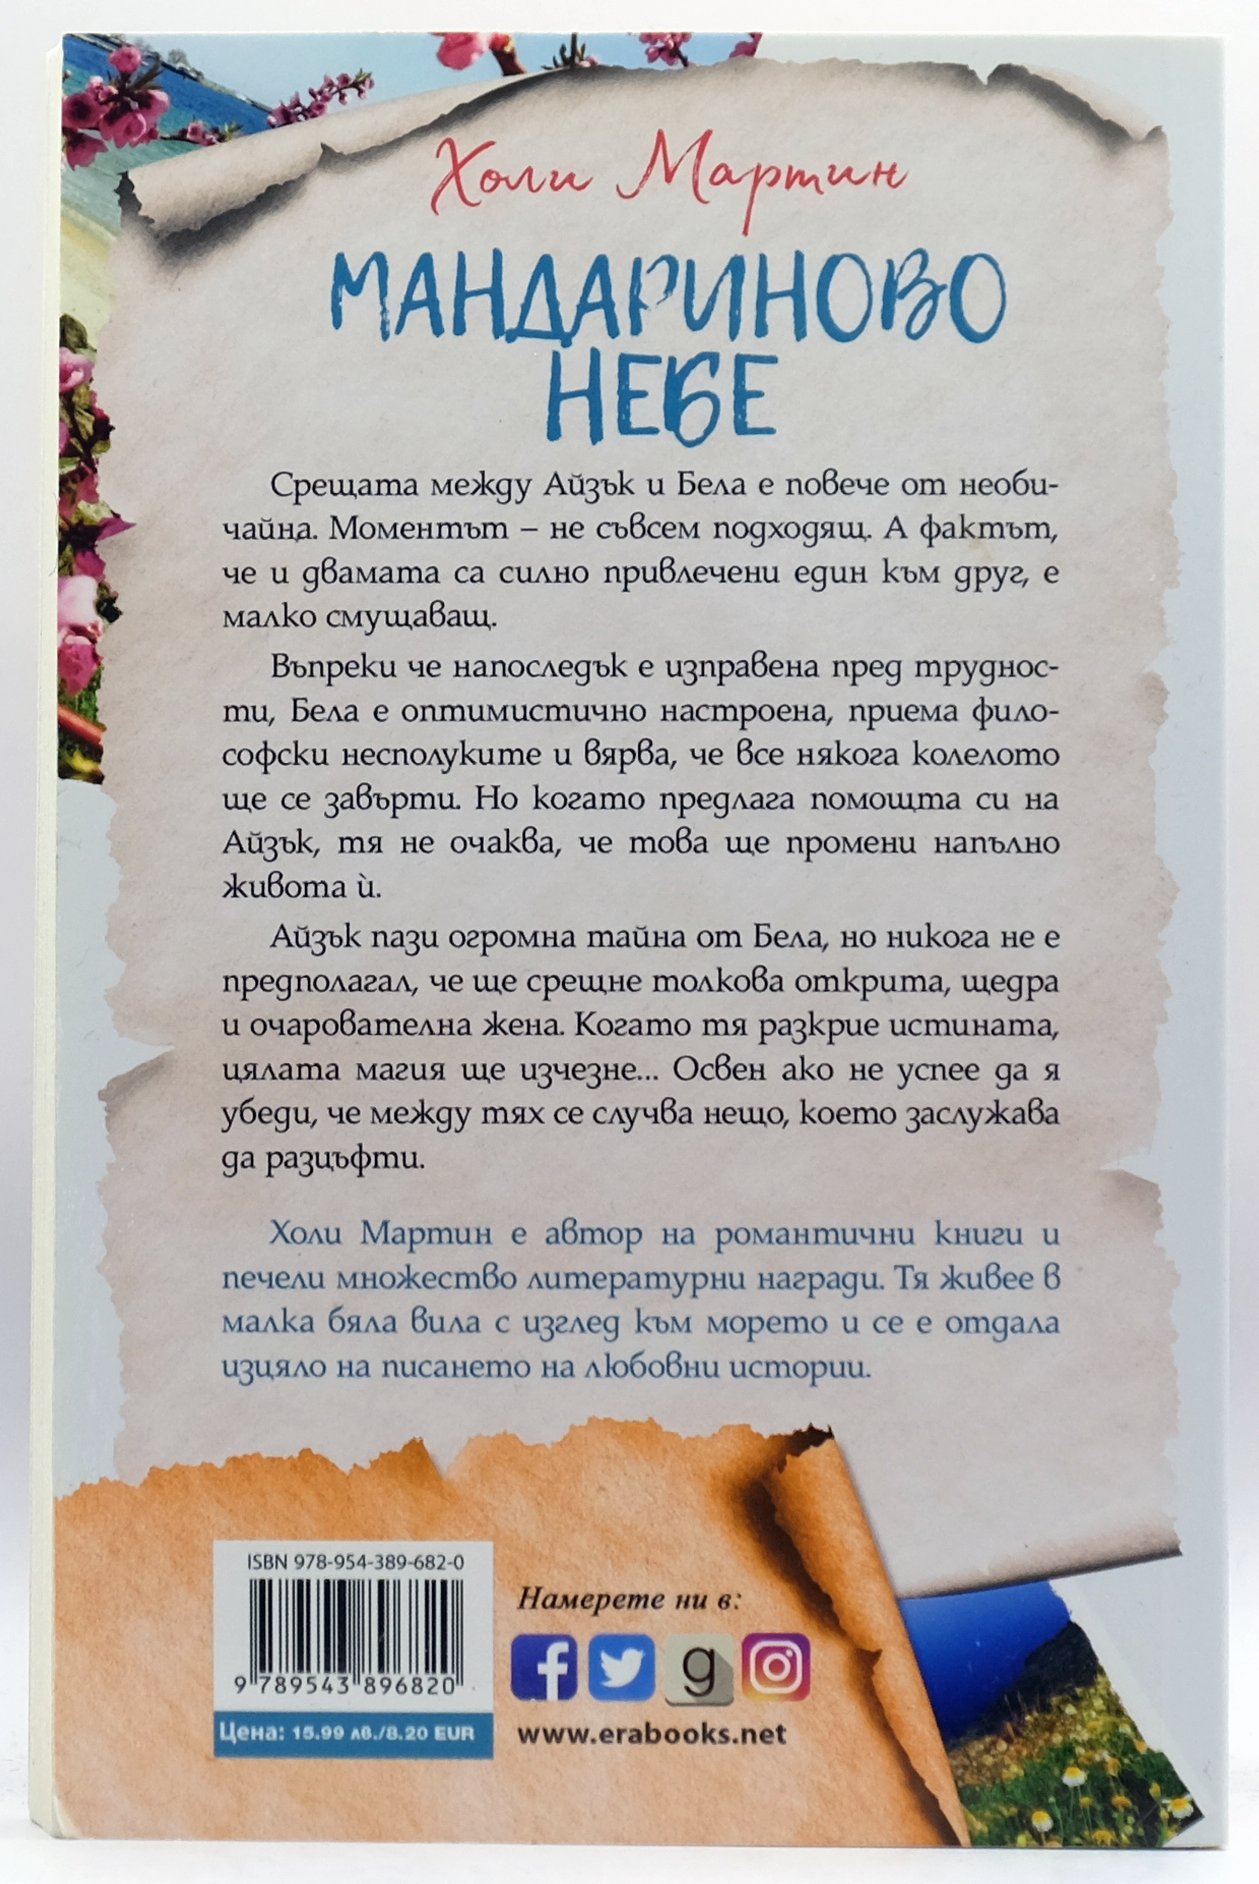 Холи Мартин
МАНДАРИНОВО
НЕБЕ
Срещата между Айзък и Бела е повече от необи-
чайна. Моментът – не съвсем подходящ. А фактът,
че и двамата са силно привлечени един към друг, е
малко смущаващ.
Въпреки че напоследък е изправена пред труднос-
ти, Бела е оптимистично настроена, приема фило-
софски несполуките и вярва, че все някога колелото
ще се завърти. Но когато предлага помощта си на
Айзък, тя не очаква, че това ще промени напълно
живота ѝ.
Айзък пази огромна тайна от Бела, но никога не е
предполагал, че ще срещне толкова открита, щедра
и очарователна жена. Когато тя разкрие истината,
цялата магия ще изчезне... Освен ако не успее да я
убеди, че между тях се случва нещо, което заслужава
да разцъфти.
Холи Мартин е автор на романтични книги и
печели множество литературни награди. Тя живее в
малка бяла вила с изглед към морето и се е отдала
изцяло на писането на любовни истории.
ISBN 978-954-389-682-0
9 789543 896820
Цена: 15.99 лв./8.20 EUR
Намерете ни в:
f g
www.erabooks.net